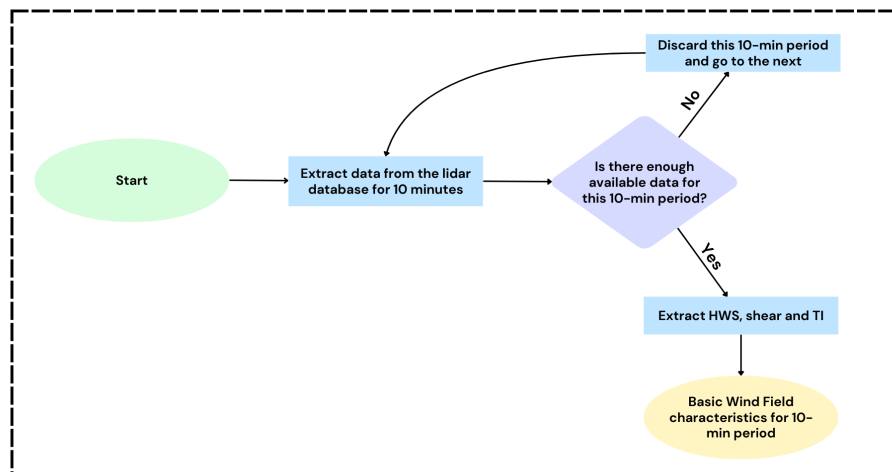 Discard this 10-min period
and go to the next
No
Start
Extract data from the lidar
database for 10 minutes
Is there enough
available data for
this 10-min period?
Yes
Extract HWS, shear and TI
Basic Wind Field
characteristics for 10-
min period